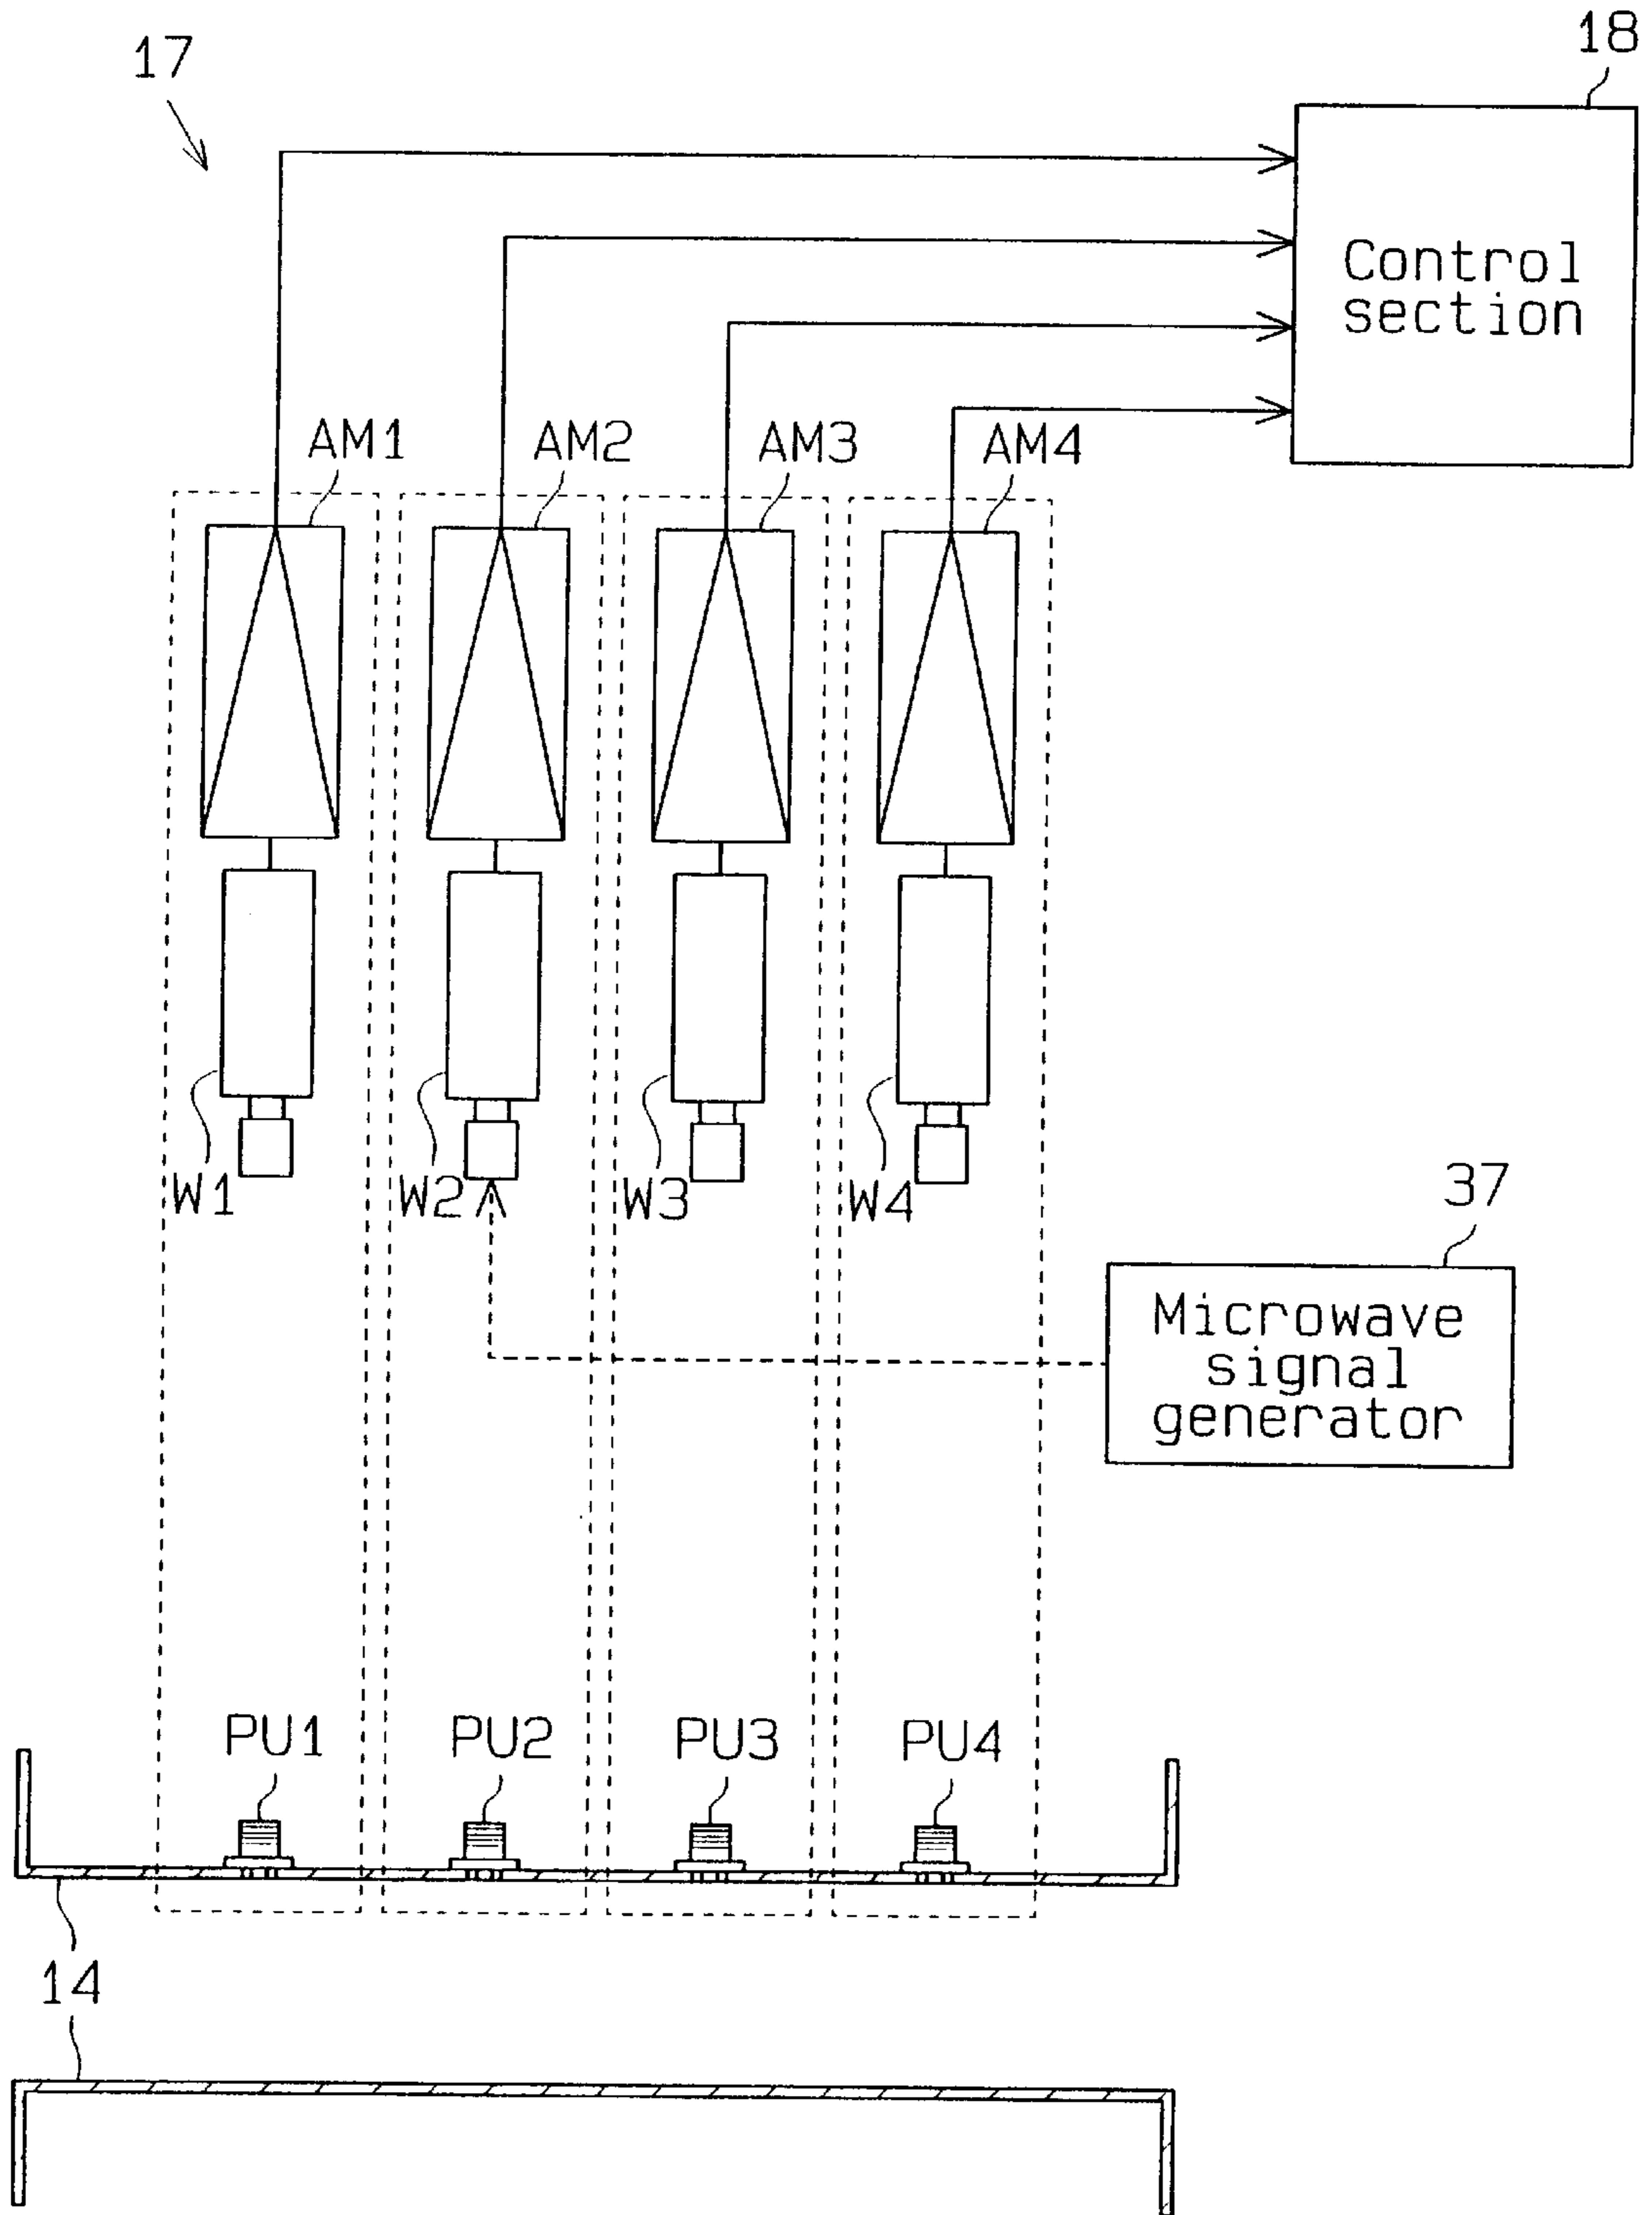 17
18
Control
section
AM1
AM2
AM3
AM4
W1
W2
W3
W4
37
Microwave
signal
generator
PU1
PU2
PU3
PU4
14